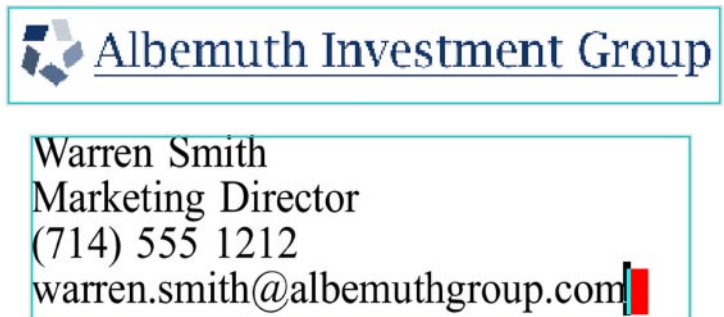 Albemuth Investment Group
Warren Smith
Marketing Director
(714) 555 1212
warren.smith@albemuthgroup.com